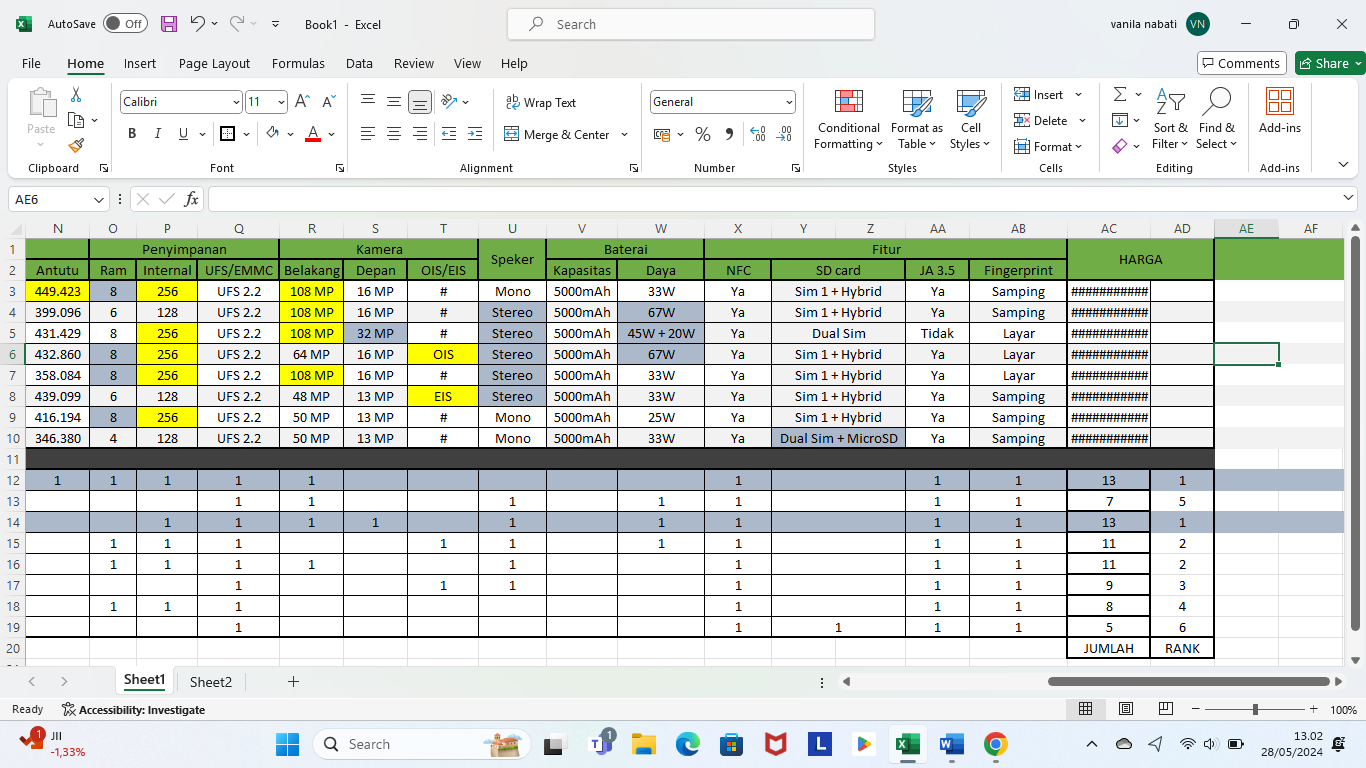 AutoSave Off Book1 - Excel Search vanila nabati VN
File Home Insert Page Layout Formulas Data Review View Help Comments Share
Paste Calibri 11 Wrap Text General Conditional Formatting Format as Table Cell Styles Insert Delete Format Sort & Filter Find & Select Add-ins
B I U A Merge & Center % 9
Clipboard Font Alignment Number Styles Cells Editing Add-ins
AE6 fx
N O P Q R S T U V W X Y Z AA AB AC AD AE AF
1 Penyimpanan Kamera Speker Baterai Fitur HARGA
2 Antutu Ram Internal UFS/EMMC Belakang Depan OIS/EIS Kapasitas Daya NFC SD card JA 3.5 Fingerprint
3 449.423 8 256 UFS 2.2 108 MP 16 MP # Mono 5000mAh 33W Ya Sim 1 + Hybrid Ya Samping ###########
4 399.096 6 128 UFS 2.2 108 MP 16 MP # Stereo 5000mAh 67W Ya Sim 1 + Hybrid Ya Samping ###########
5 431.429 8 256 UFS 2.2 108 MP 32 MP # Stereo 5000mAh 45W + 20W Ya Dual Sim Tidak Layar ###########
6 432.860 8 256 UFS 2.2 64 MP 16 MP OIS Stereo 5000mAh 67W Ya Sim 1 + Hybrid Ya Layar ###########
7 358.084 8 256 UFS 2.2 108 MP 16 MP # Stereo 5000mAh 33W Ya Sim 1 + Hybrid Ya Layar ###########
8 439.099 6 128 UFS 2.2 48 MP 13 MP EIS Stereo 5000mAh 33W Ya Sim 1 + Hybrid Ya Samping ###########
9 416.194 8 256 UFS 2.2 50 MP 13 MP # Mono 5000mAh 25W Ya Sim 1 + Hybrid Ya Samping ###########
10 346.380 4 128 UFS 2.2 50 MP 13 MP # Mono 5000mAh 33W Ya Dual Sim + MicroSD Ya Samping ###########
11
12 1 1 1 1 1 1 1 1 13 1
13 1 1 1 1 1 1 1 7 5
14 1 1 1 1 1 1 1 1 1 13 1
15 1 1 1 1 1 1 1 1 1 11 2
16 1 1 1 1 1 1 1 1 11 2
17 1 1 1 1 1 1 9 3
18 1 1 1 1 1 1 8 4
19 1 1 1 1 1 5 6
20 JUMLAH RANK
Sheet1 Sheet2
Ready Accessibility: Investigate 100%
1 JII
-1,33%
Search 1 T L
13.02
28/05/2024